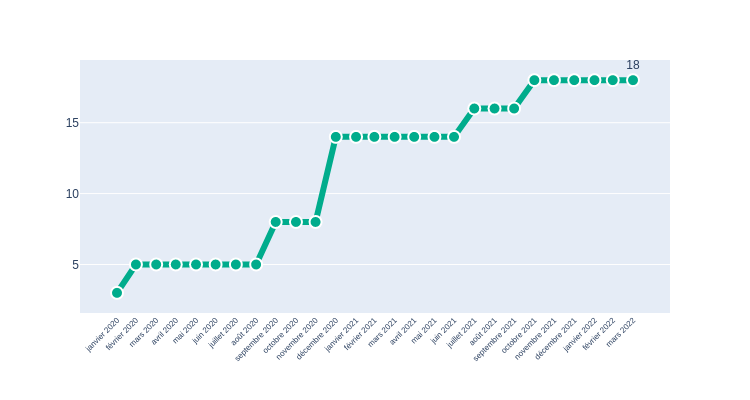 18
15
10
5
janvier 2020
février 2020
mars 2020
avril 2020
mai 2020
juin 2020
juillet 2020
août 2020
septembre 2020
octobre 2020
novembre 2020
décembre 2020
janvier 2021
février 2021
mars 2021
avril 2021
mai 2021
juin 2021
juillet 2021
août 2021
septembre 2021
octobre 2021
novembre 2021
décembre 2021
janvier 2022
février 2022
mars 2022